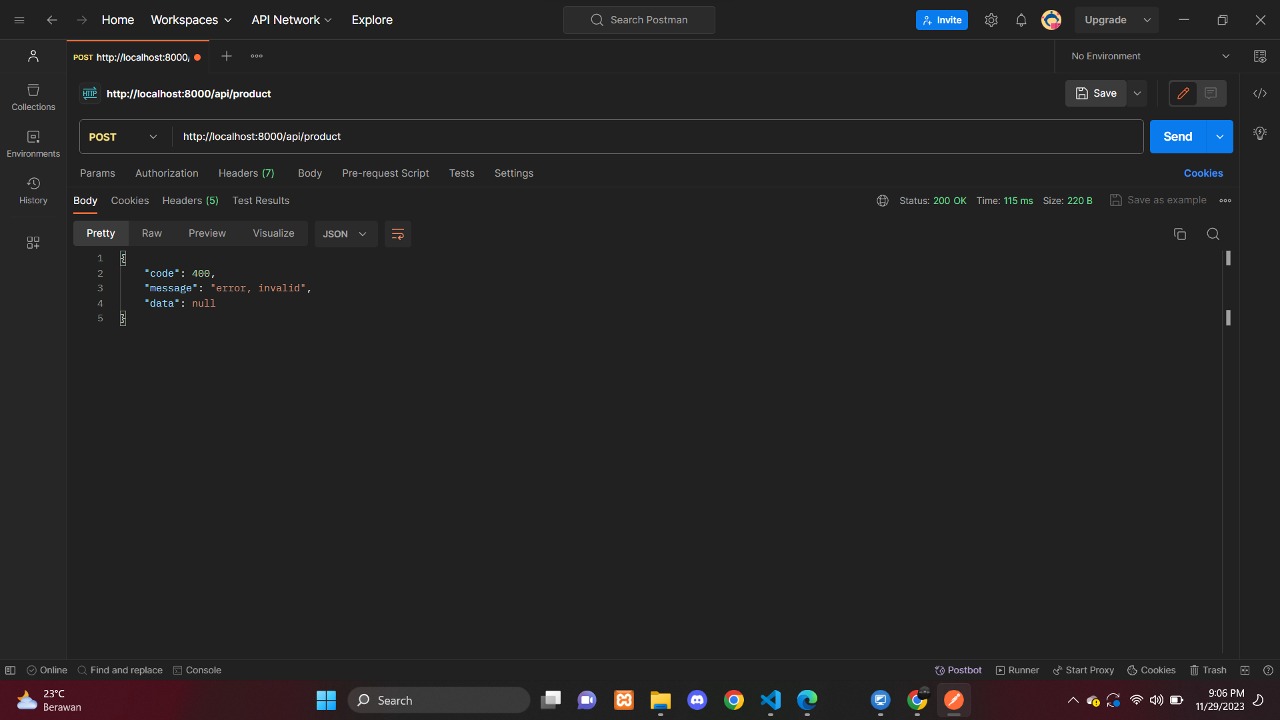 Home Workspaces API Network Explore Search Postman Invite Upgrade
POST http://localhost:8000, No Environment
HTTP http://localhost:8000/api/product Save
POST http://localhost:8000/api/product Send
Params Authorization Headers (7) Body Pre-request Script Tests Settings Cookies
Body Cookies Headers (5) Test Results Status: 200 OK Time: 115 ms Size: 220 B Save as example
Pretty Raw Preview Visualize JSON
1 {
2 "code": 400,
3 "message": "error, invalid",
4 "data": null
5 }
Collections
Environments
History
Online Find and replace Console Postbot Runner Start Proxy Cookies Trash
23°C
Berawan
Search
9:06 PM
11/29/2023